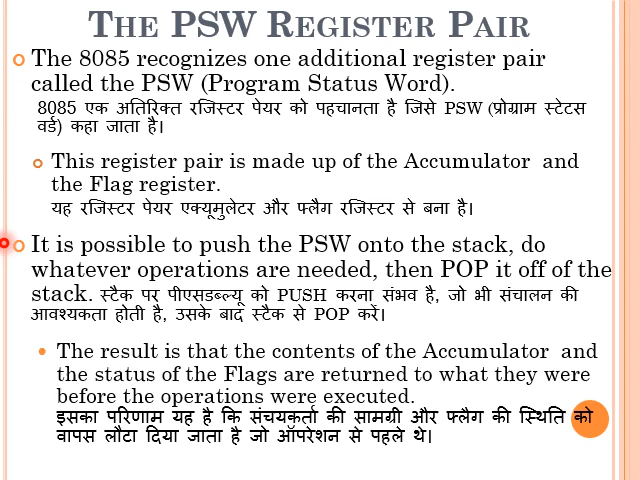 THE PSW REGISTER PAIR
The 8085 recognizes one additional register pair
called the PSW (Program Status Word).
8085 एक अतिरिक्त रजिस्टर पेयर को पहचानता है जिसे PSW (प्रोग्राम स्टेटस
वर्ड) कहा जाता है।
This register pair is made up of the Accumulator and
the Flag register.
यह रजिस्टर पेयर एक्यूमुलेटर और फ्लैग रजिस्टर से बना है।
It is possible to push the PSW onto the stack, do
whatever operations are needed, then POP it off of the
stack. स्टैक पर पीएसडब्ल्यू को PUSH करना संभव है, जो भी संचालन की
आवश्यकता होती है, उसके बाद स्टैक से POP करें।
The result is that the contents of the Accumulator and
the status of the Flags are returned to what they were
before the operations were executed.
इसका परिणाम यह है कि संचयकर्ता की सामग्री और फ्लैग की स्थिति को
वापस लौटा दिया जाता है जो ऑपरेशन से पहले थे।